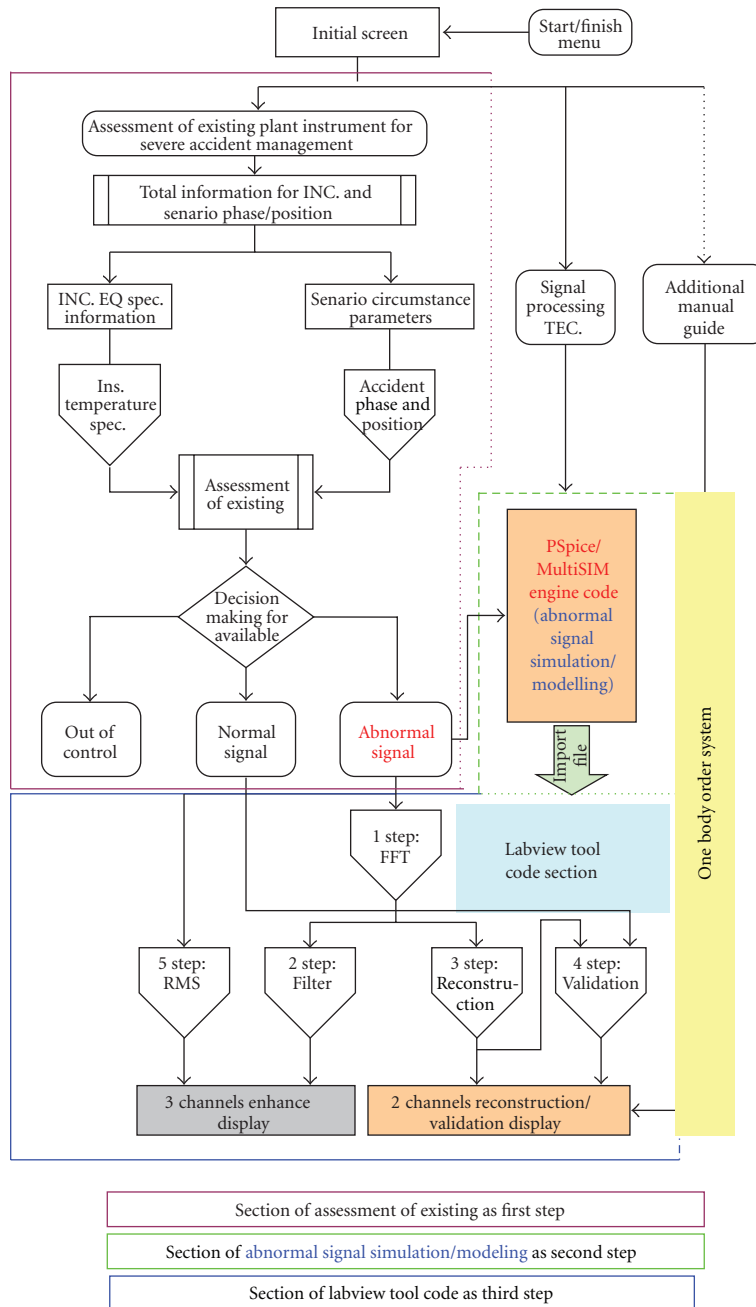 Initial screen
Start/finish
menu
Assessment of existing plant instrument for
severe accident management
Total information for INC. and
senario phase/position
INC. EQ spec.
information
Senario circumstance
parameters
Signal
processing
TEC.
Additional
manual
guide
Ins.
temperature
spec.
Accident
phase and
position
Assessment
of existing
PSpice/
MultiSIM
engine code
(abnormal
signal
simulation/
modelling)
Decision
making for
available
Out of
control
Normal
signal
Abnormal
signal
Import
file
One body order system
1 step:
FFT
Labview tool
code section
5 step:
RMS
2 step:
Filter
3 step:
Reconstru-
ction
4 step:
Validation
3 channels enhance
display
2 channels reconstruction/
validation display
Section of assessment of existing as first step
Section of abnormal signal simulation/modeling as second step
Section of labview tool code as third step